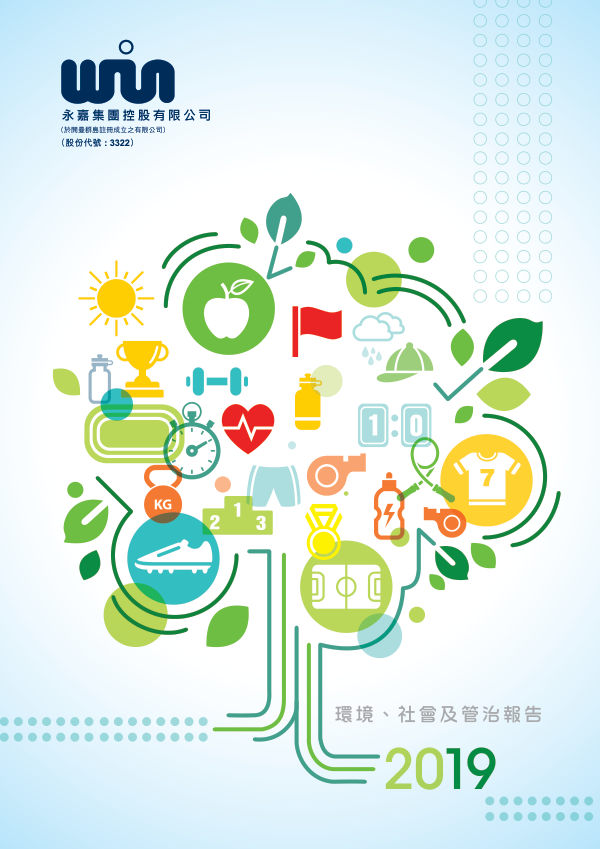 win
永嘉集團控股有限公司
（於開曼群島註冊成立之有限公司）
（股份代號：3322）
1 0
7
KG
1
2 3
環境、社會及管治報告
2019